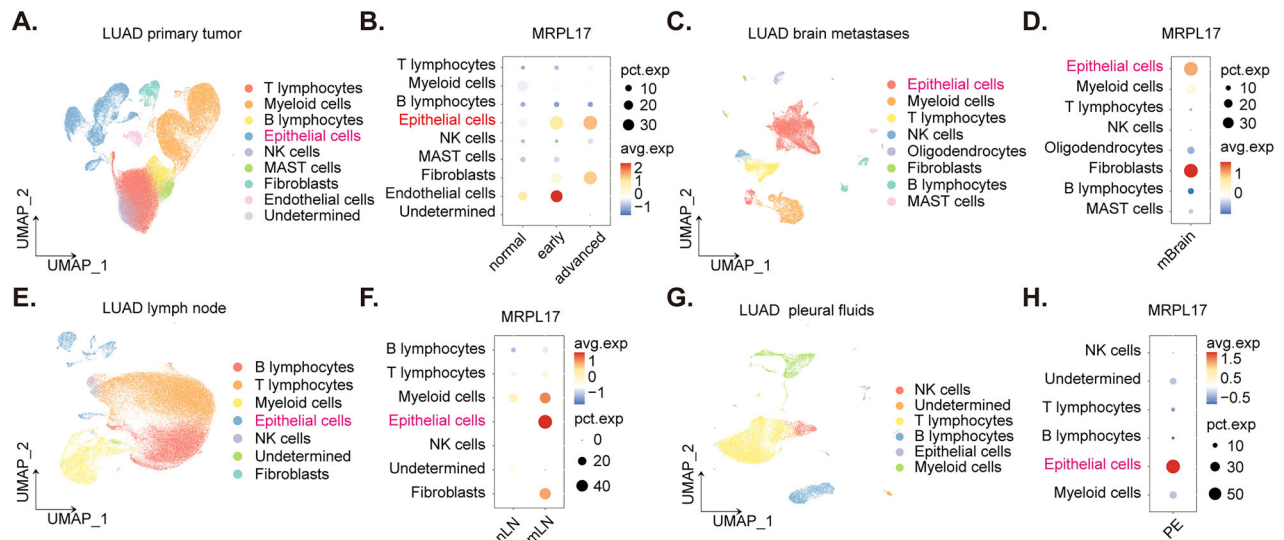 A.
LUAD primary tumor
UMAP_2
UMAP_1
T lymphocytes
Myeloid cells
B lymphocytes
Epithelial cells
NK cells
MAST cells
Fibroblasts
Endothelial cells
Undetermined
B.
MRPL17
T lymphocytes
Myeloid cells
B lymphocytes
Epithelial cells
NK cells
MAST cells
Fibroblasts
Endothelial cells
Undetermined
normal
early
advanced
pct.exp
10
20
30
avg.exp
2
1
0
−1
C.
LUAD brain metastases
UMAP_2
UMAP_1
Epithelial cells
Myeloid cells
T lymphocytes
NK cells
Oligodendrocytes
Fibroblasts
B lymphocytes
MAST cells
D.
MRPL17
Epithelial cells
Myeloid cells
T lymphocytes
NK cells
Oligodendrocytes
Fibroblasts
B lymphocytes
MAST cells
mBrain
pct.exp
10
20
30
avg.exp
1
0
E.
LUAD lymph node
UMAP_2
UMAP_1
B lymphocytes
T lymphocytes
Myeloid cells
Epithelial cells
NK cells
Undetermined
Fibroblasts
F.
MRPL17
B lymphocytes
T lymphocytes
Myeloid cells
Epithelial cells
NK cells
Undetermined
Fibroblasts
nLN
mLN
avg.exp
1
0
−1
pct.exp
0
20
40
G.
LUAD pleural fluids
UMAP_2
UMAP_1
NK cells
Undetermined
T lymphocytes
B lymphocytes
Epithelial cells
Myeloid cells
H.
MRPL17
NK cells
Undetermined
T lymphocytes
B lymphocytes
Epithelial cells
Myeloid cells
PE
avg.exp
1.5
0.5
−0.5
pct.exp
10
30
50